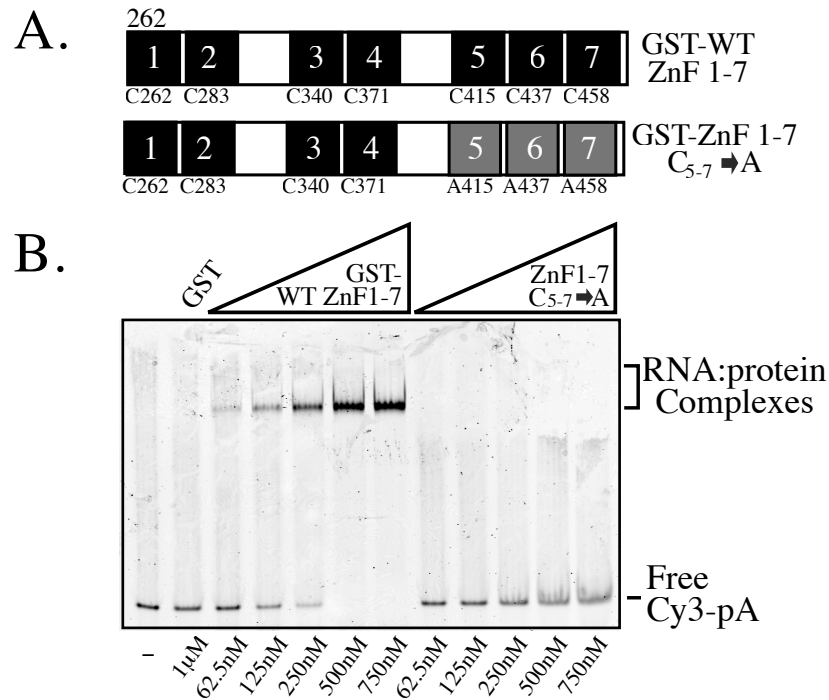 A.
262
1 2 3 4 5 6 7
C262 C283 C340 C371 C415 C437 C458
GST-WT
ZnF 1-7
1 2 3 4 5 6 7
C262 C283 C340 C371 A415 A437 A458
GST-ZnF 1-7
C5-7 ➡A
B.
GST
GST-
WT ZnF1-7
ZnF1-7
C5-7➡A
RNA:protein
Complexes
Free
Cy3-pA
– 1µM 62.5nM 125nM 250nM 500nM 750nM 62.5nM 125nM 250nM 500nM 750nM